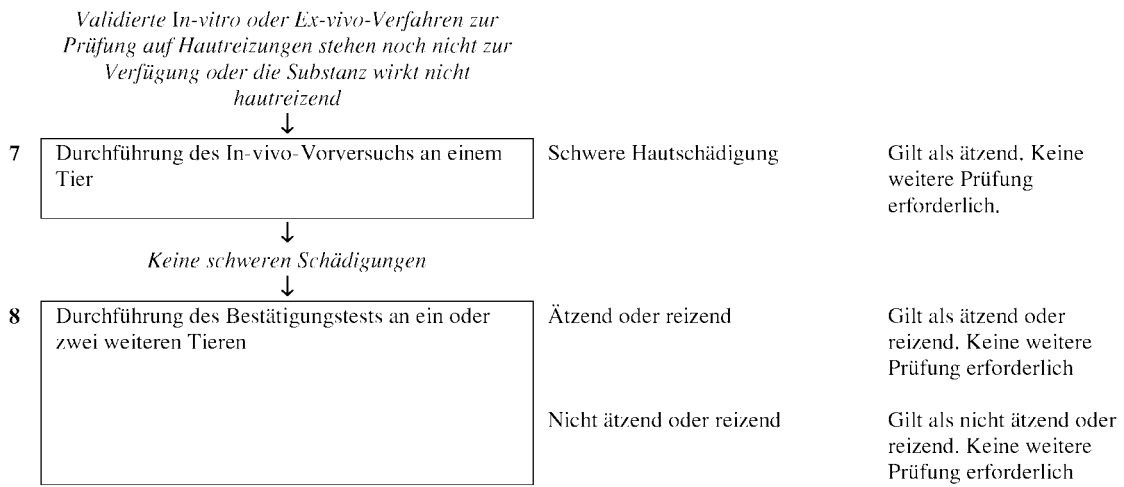 Validierte In-vitro oder Ex-vivo-Verfahren zur
Prüfung auf Hautreizungen stehen noch nicht zur
Verfügung oder die Substanz wirkt nicht
hautreizend
↓
7 Durchführung des In-vivo-Vorversuchs an einem
Tier
Schwere Hautschädigung
Gilt als ätzend. Keine
weitere Prüfung
erforderlich.
↓
Keine schweren Schädigungen
↓
8 Durchführung des Bestätigungstests an ein oder
zwei weiteren Tieren
Ätzend oder reizend
Gilt als ätzend oder
reizend. Keine weitere
Prüfung erforderlich
Nicht ätzend oder reizend
Gilt als nicht ätzend oder
reizend. Keine weitere
Prüfung erforderlich